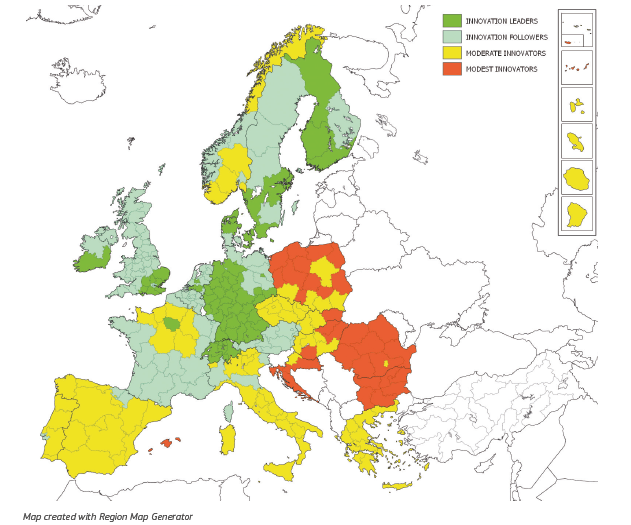 INNOVATION LEADERS
INNOVATION FOLLOWERS
MODERATE INNOVATORS
MODEST INNOVATORS
Map created with Region Map Generator